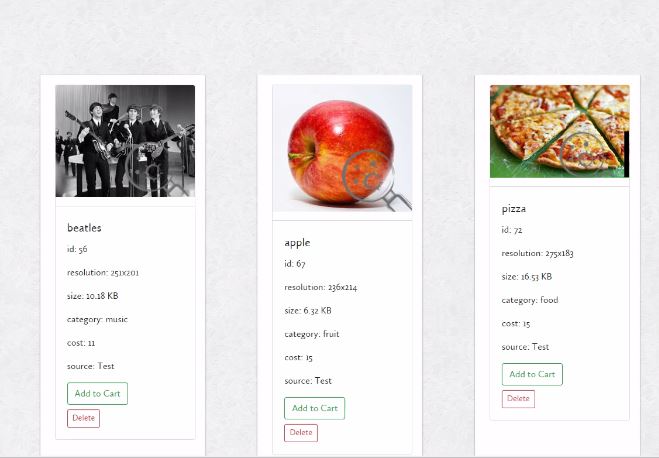 beatles
id: 56
resolution: 251x201
size: 10.18 KB
category: music
cost: 11
source: Test
Add to Cart
Delete
apple
id: 67
resolution: 236x214
size: 6.32 KB
category: fruit
cost: 15
source: Test
Add to Cart
Delete
pizza
id: 72
resolution: 275x183
size: 16.53 KB
category: food
cost: 15
source: Test
Add to Cart
Delete